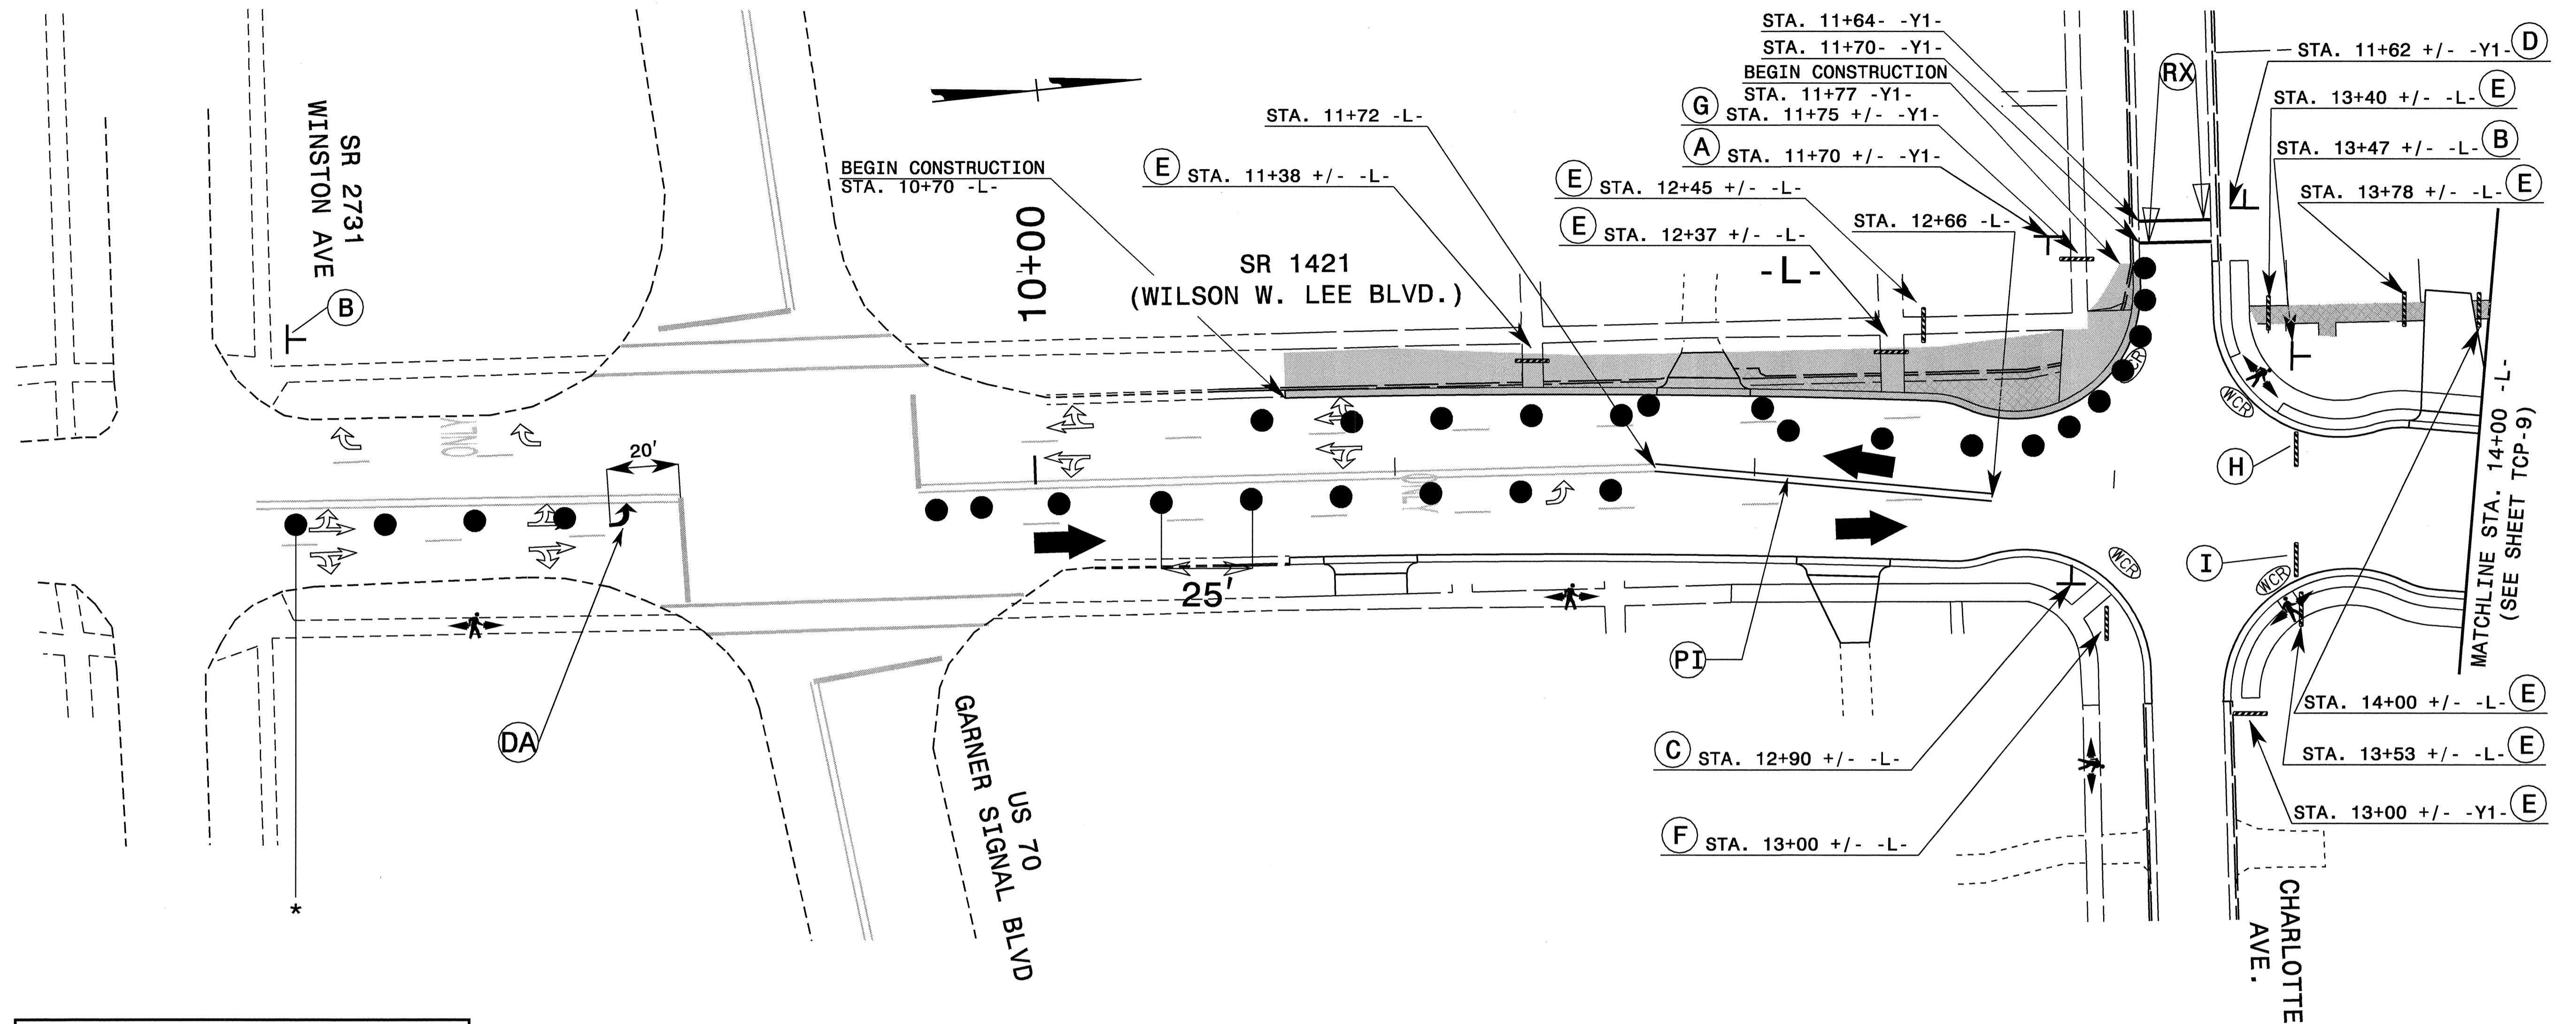 STA. 11+64- -Y1-
STA. 11+70- -Y1-
BEGIN CONSTRUCTION
STA. 11+77 -Y1-
G STA. 11+75 +/- -Y1-
A STA. 11+70 +/- -Y1-
RX
STA. 11+62 +/- -Y1- D
STA. 13+40 +/- -L- E
STA. 13+47 +/- -L- B
STA. 13+78 +/- -L- E
STA. 11+72 -L-
BEGIN CONSTRUCTION
STA. 10+70 -L-
E STA. 11+38 +/- -L-
E STA. 12+45 +/- -L-
E STA. 12+37 +/- -L-
STA. 12+66 -L-
SR 2731
WINSTON AVE
B
10+00
SR 1421
(WILSON W. LEE BLVD.)
-L-
WCR
WCR
ONLY
20'
ONLY
H
I
WCR
WCR
MATCHLINE STA. 14+00 -L-
(SEE SHEET TCP-9)
25'
PI
DA
*
US 70
GARNER SIGNAL BLVD
C STA. 12+90 +/- -L-
F STA. 13+00 +/- -L-
STA. 14+00 +/- -L- E
STA. 13+53 +/- -L- E
STA. 13+00 +/- -Y1- E
CHARLOTTE
AVE.